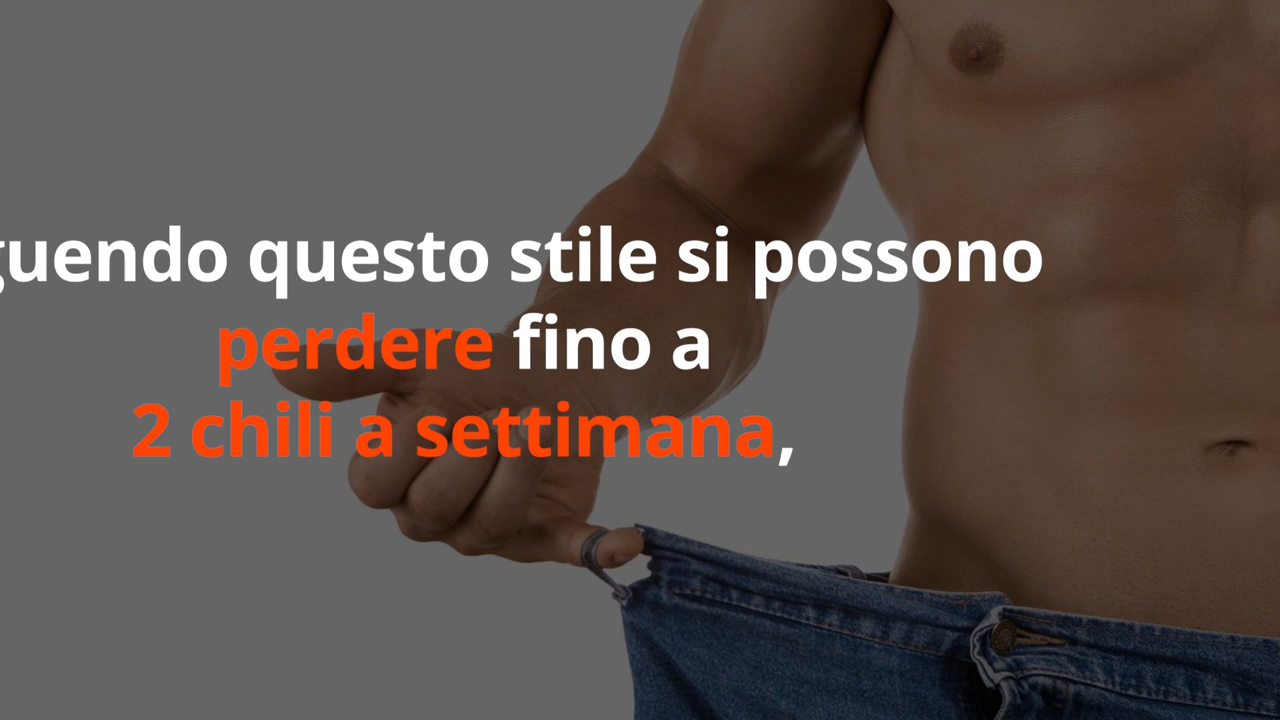 guendo questo stile si possono
perdere fino a
2 chili a settimana,